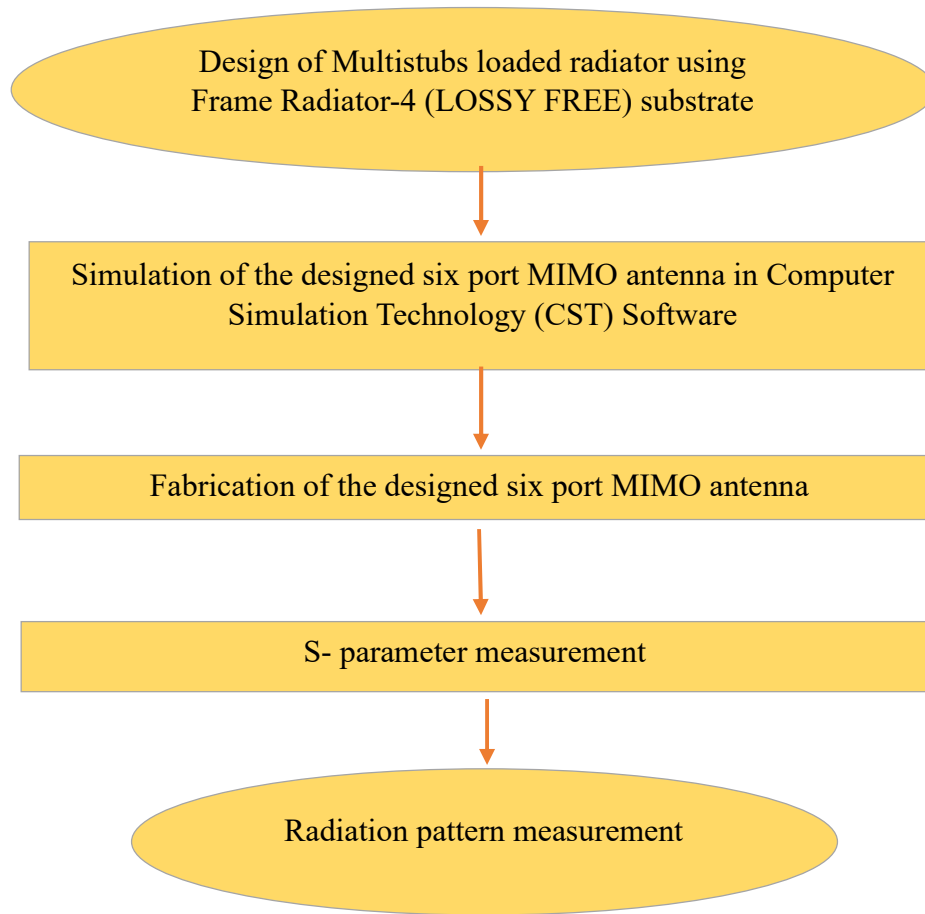 Design of Multistubs loaded radiator using
Frame Radiator-4 (LOSSY FREE) substrate
Simulation of the designed six port MIMO antenna in Computer
Simulation Technology (CST) Software
Fabrication of the designed six port MIMO antenna
S- parameter measurement
Radiation pattern measurement